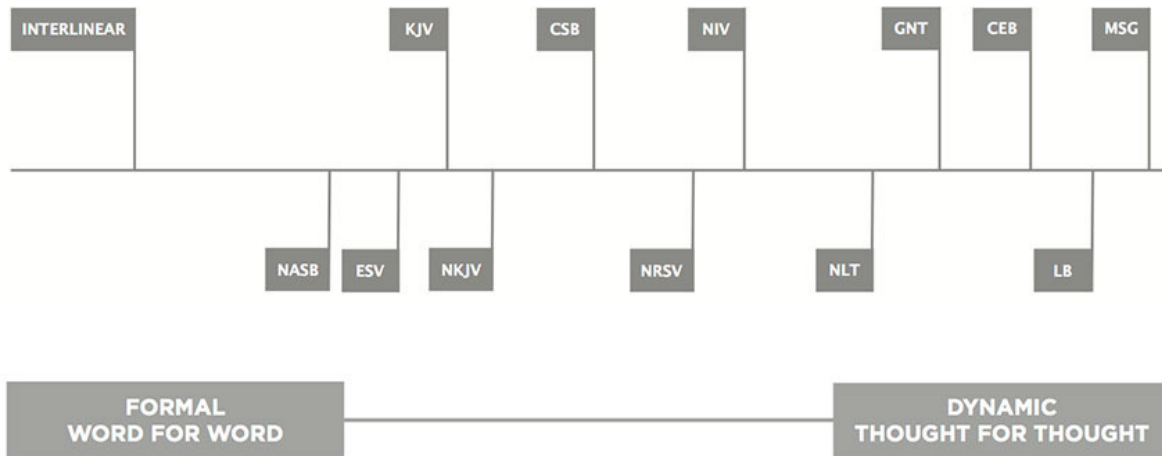 INTERLINEAR KJV CSB NIV GNT CEB MSG
NASB ESV NKJV NRSV NLT LB
FORMAL
WORD FOR WORD
DYNAMIC
THOUGHT FOR THOUGHT